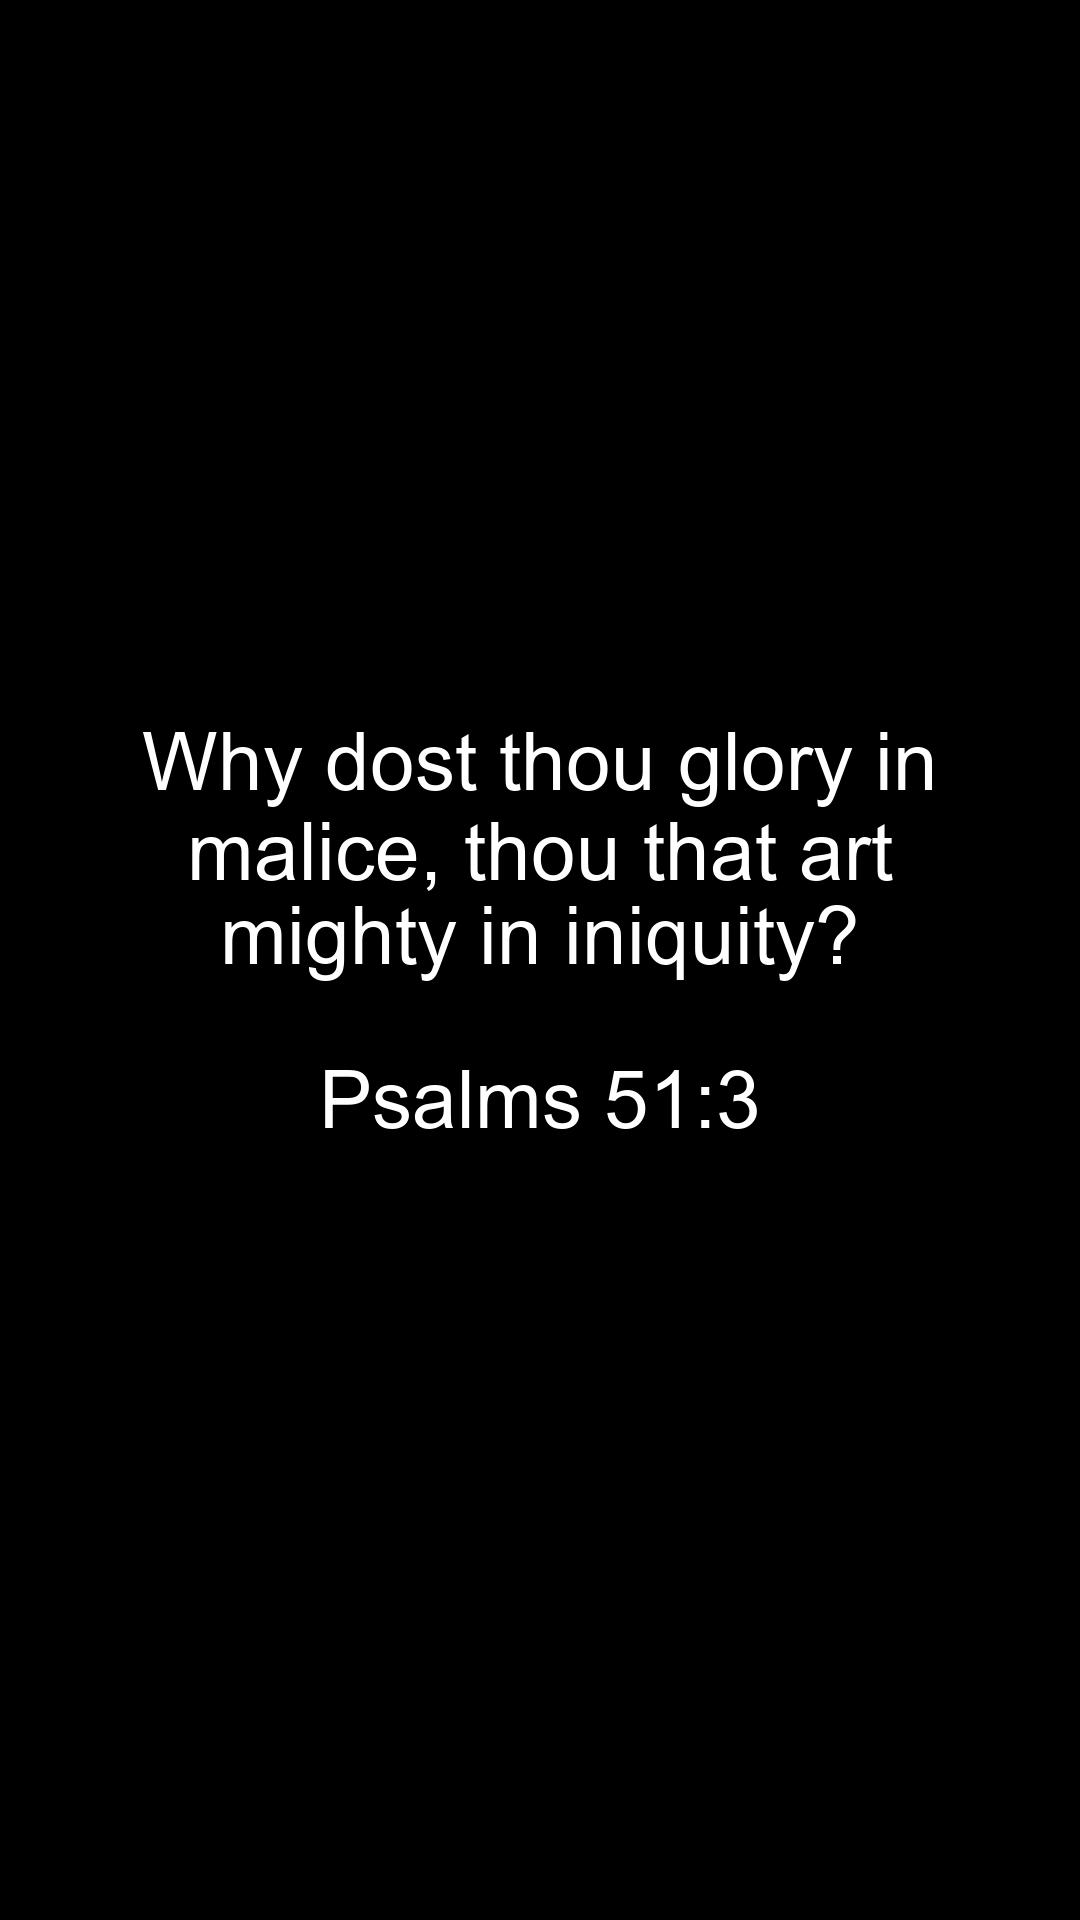 Why dost thou glory in
malice, thou that art
mighty in iniquity?
Psalms 51:3